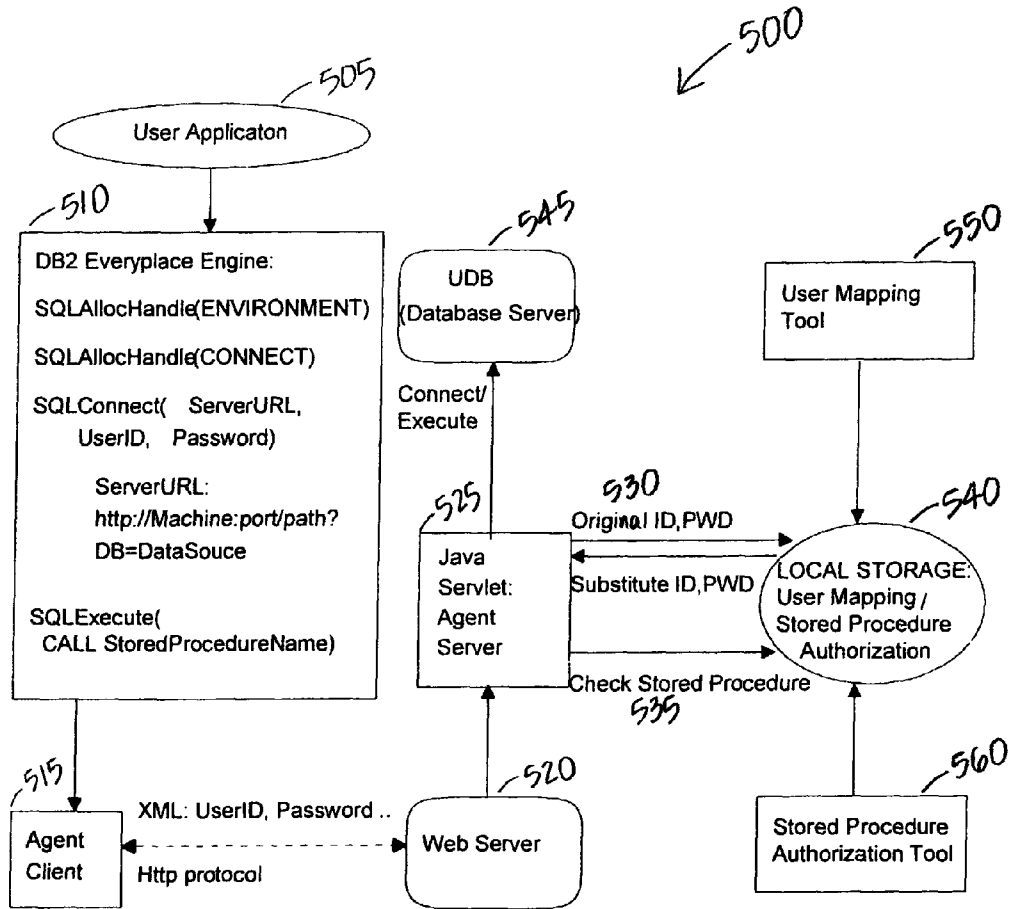 500
505
User Applicaton
510
DB2 Everyplace Engine:
SQLAllocHandle(ENVIRONMENT)
SQLAllocHandle(CONNECT)
SQLConnect( ServerURL,
UserID, Password)
ServerURL:
http://Machine:port/path?
DB=DataSouce
SQLExecute(
CALL StoredProcedureName)
545
UDB
(Database Server)
Connect/
Execute
550
User Mapping
Tool
525
Java
Servlet:
Agent
Server
530
Original ID,PWD
Substitute ID,PWD
Check Stored Procedure
535
540
LOCAL STORAGE:
User Mapping /
Stored Procedure
Authorization
515
Agent
Client
XML: UserID, Password ..
Http protocol
520
Web Server
560
Stored Procedure
Authorization Tool